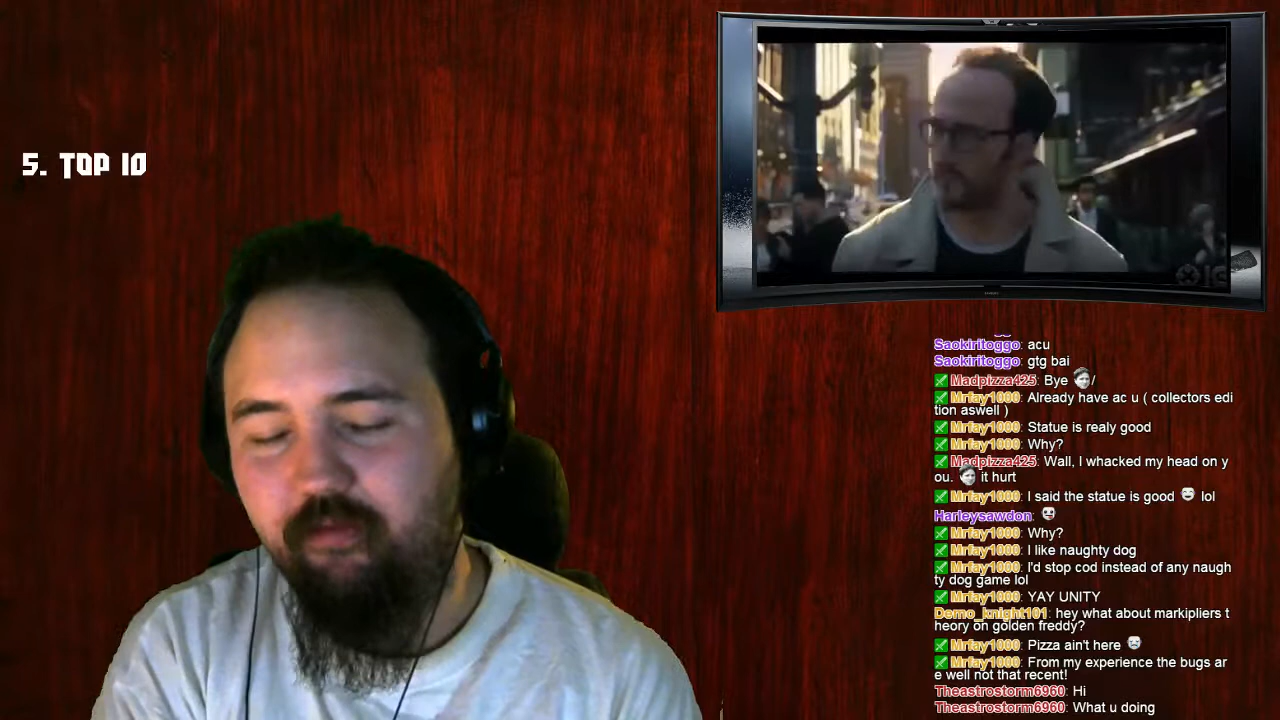 5. TOP 10
Saokiritoggo: acu
Saokiritoggo: gtg bai
Madpizza425: Bye /
Mrfay1000: Already have ac u ( collectors edi
tion aswell )
Mrfay1000: Statue is realy good
Mrfay1000: Why?
Madpizza425: Wall, I whacked my head on y
ou. it hurt
Mrfay1000: I said the statue is good lol
Harleysawdon:
Mrfay1000: Why?
Mrfay1000: I like naughty dog
Mrfay1000: I'd stop cod instead of any naugh
ty dog game lol
Mrfay1000: YAY UNITY
Demo_knight101: hey what about markipliers t
heory on golden freddy?
Mrfay1000: Pizza ain't here
Mrfay1000: From my experience the bugs ar
e well not that recent!
Theastrostorm6960: Hi
Theastrostorm6960: What u doing